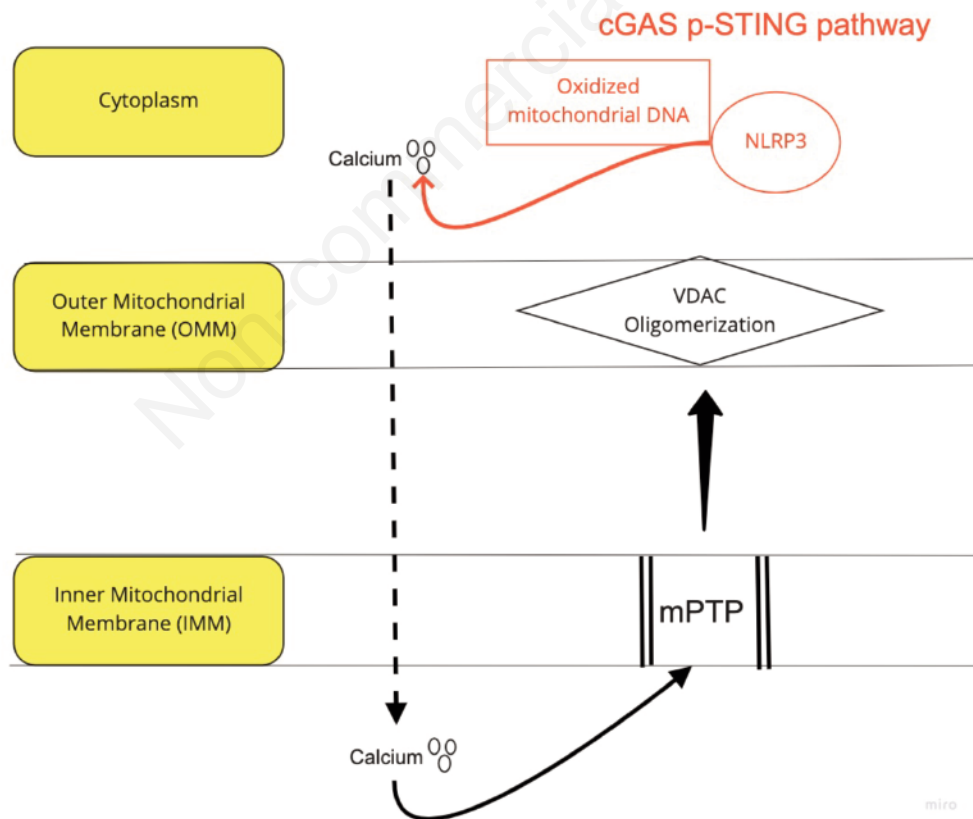 cGAS p-STING pathway
Cytoplasm
Oxidized
mitochondrial DNA
NLRP3
Calcium
Outer Mitochondrial
Membrane (OMM)
VDAC
Oligomerization
Inner Mitochondrial
Membrane (IMM)
mPTP
Calcium
miro
Non-commercia